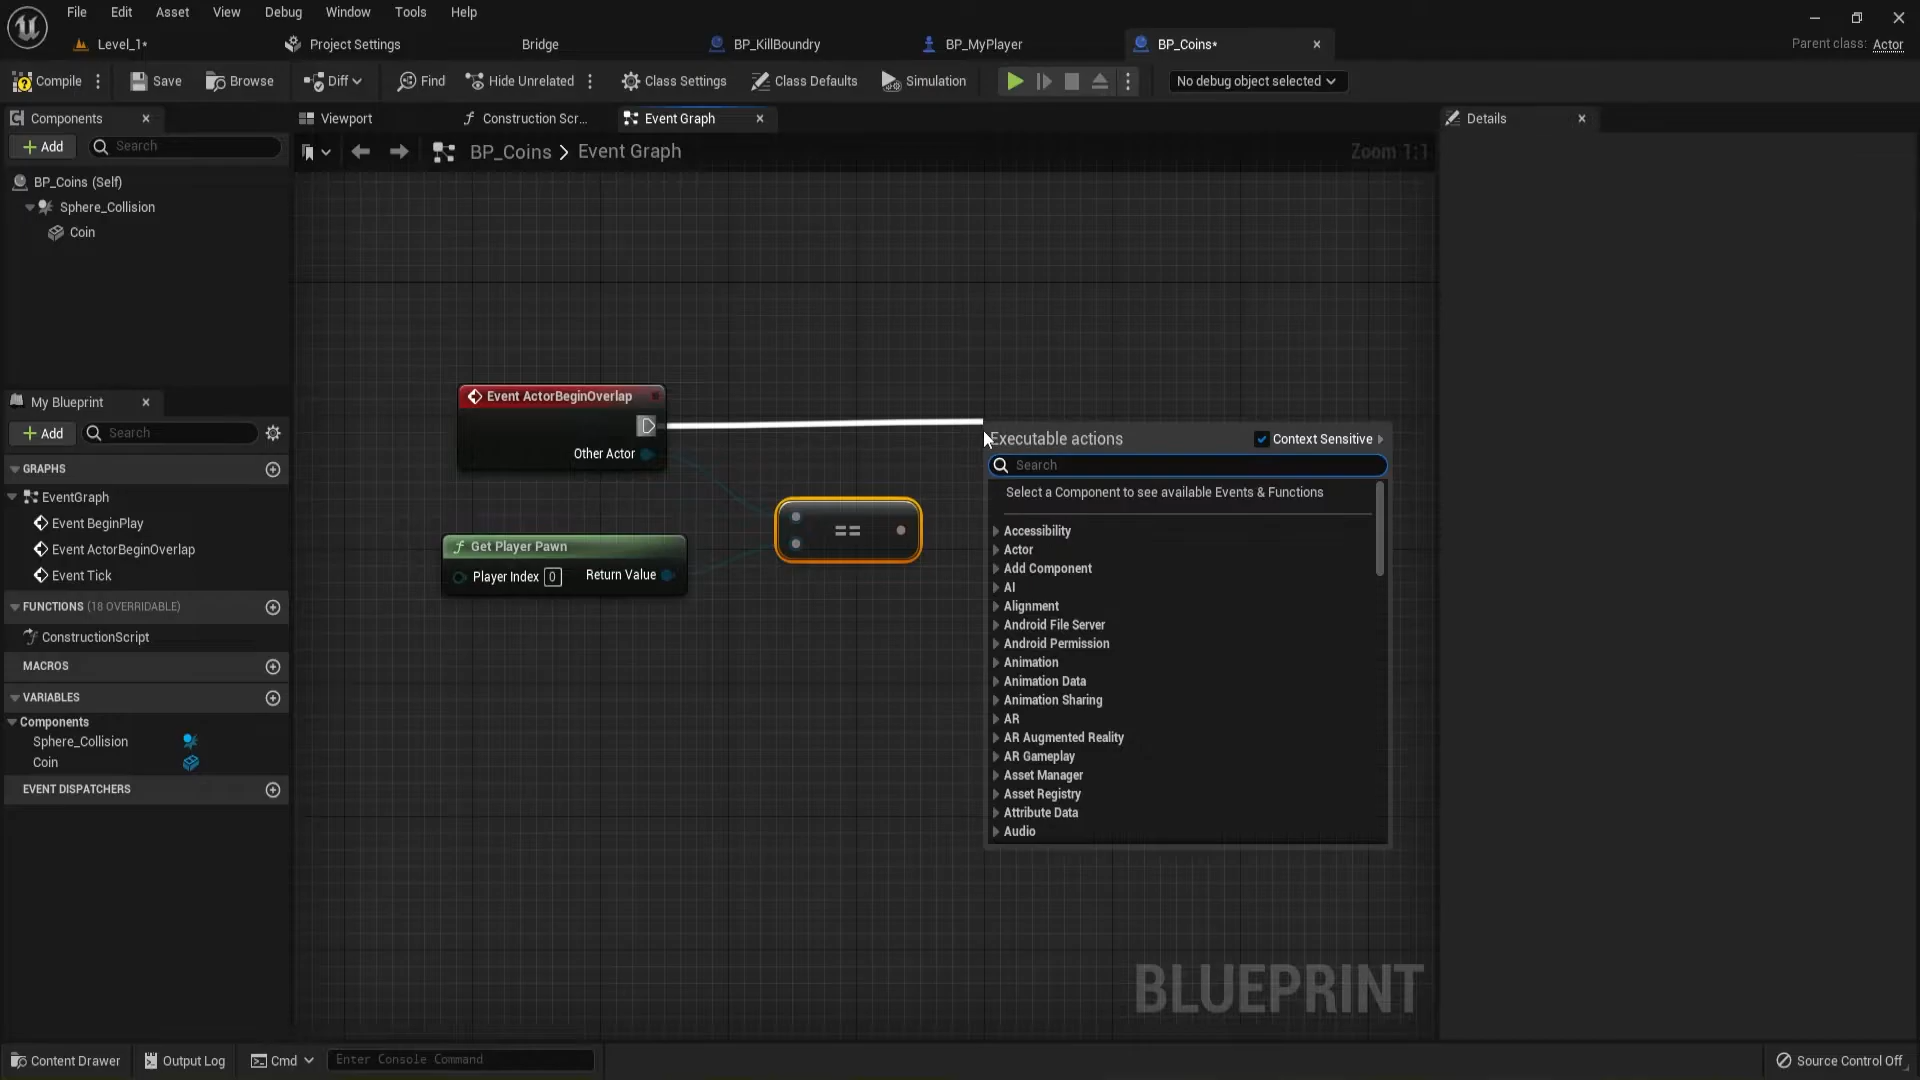 File Edit Asset View Debug Window Tools Help
Level_1* Project Settings Bridge BP_KillBoundry BP_MyPlayer BP_Coins* Parent class: Actor
Compile Save Browse Diff Find Hide Unrelated Class Settings Class Defaults Simulation No debug object selected
Components Viewport Construction Scr... Event Graph Details
Add Search BP_Coins > Event Graph Zoom 1:1
BP_Coins (Self)
Sphere_Collision
Coin
My Blueprint
Add Search
GRAPHS
EventGraph
Event BeginPlay
Event ActorBeginOverlap
Event Tick
FUNCTIONS (18 OVERRIDABLE)
ConstructionScript
MACROS
VARIABLES
Components
Sphere_Collision
Coin
EVENT DISPATCHERS
Event ActorBeginOverlap
Other Actor
Get Player Pawn
Player Index 0 Return Value
==
Executable actions Context Sensitive
Search
Select a Component to see available Events & Functions
Accessibility
Actor
Add Component
AI
Alignment
Android File Server
Android Permission
Animation
Animation Data
Animation Sharing
AR
AR Augmented Reality
AR Gameplay
Asset Manager
Asset Registry
Attribute Data
Audio
BLUEPRINT
Content Drawer Output Log Cmd Enter Console Command Source Control Off